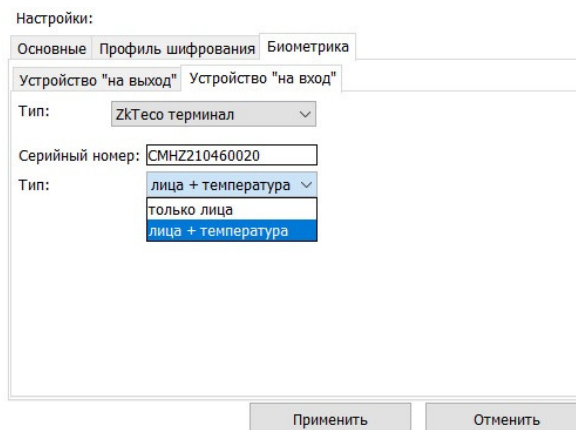 Настройки:
Основные Профиль шифрования Биометрика
Устройство "на выход" Устройство "на вход"
Тип: ZkTeco терминал
Серийный номер: CMHZ210460020
Тип: лица + температура
только лица
лица + температура
Применить Отменить